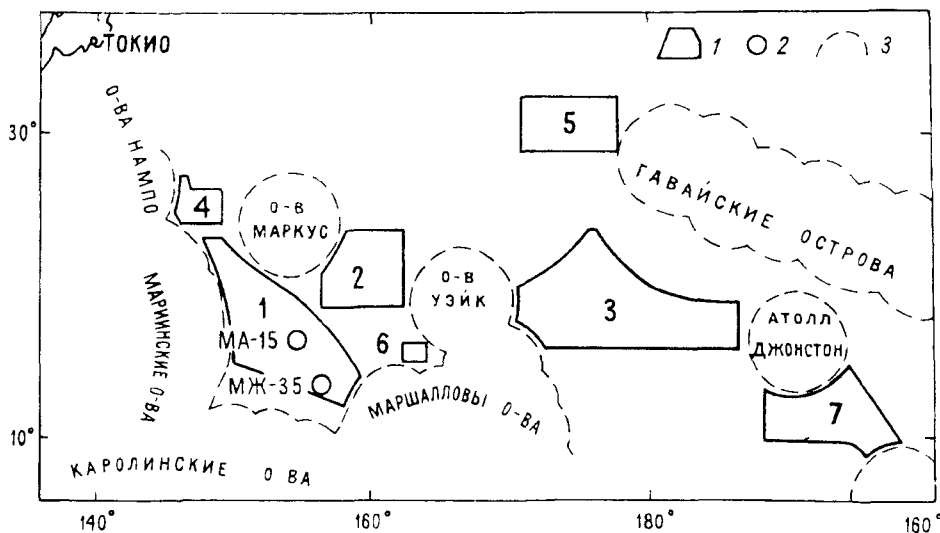 ТОКИО
1
2
3
30°
О-ВА НАМПО
5
ГАВАЙСКИЕ ОСТРОВА
4
О-В
МАРКУС
2
О-В
УЭЙК
3
МАРИИНСКИЕ О-ВА
1
МА-15
6
АТОЛЛ
ДЖОНСТОН
МЖ-35
МАРШАЛЛОВЫ О-ВА
7
10°
КАРОЛИНСКИЕ О ВА
140°
160°
180°
160°